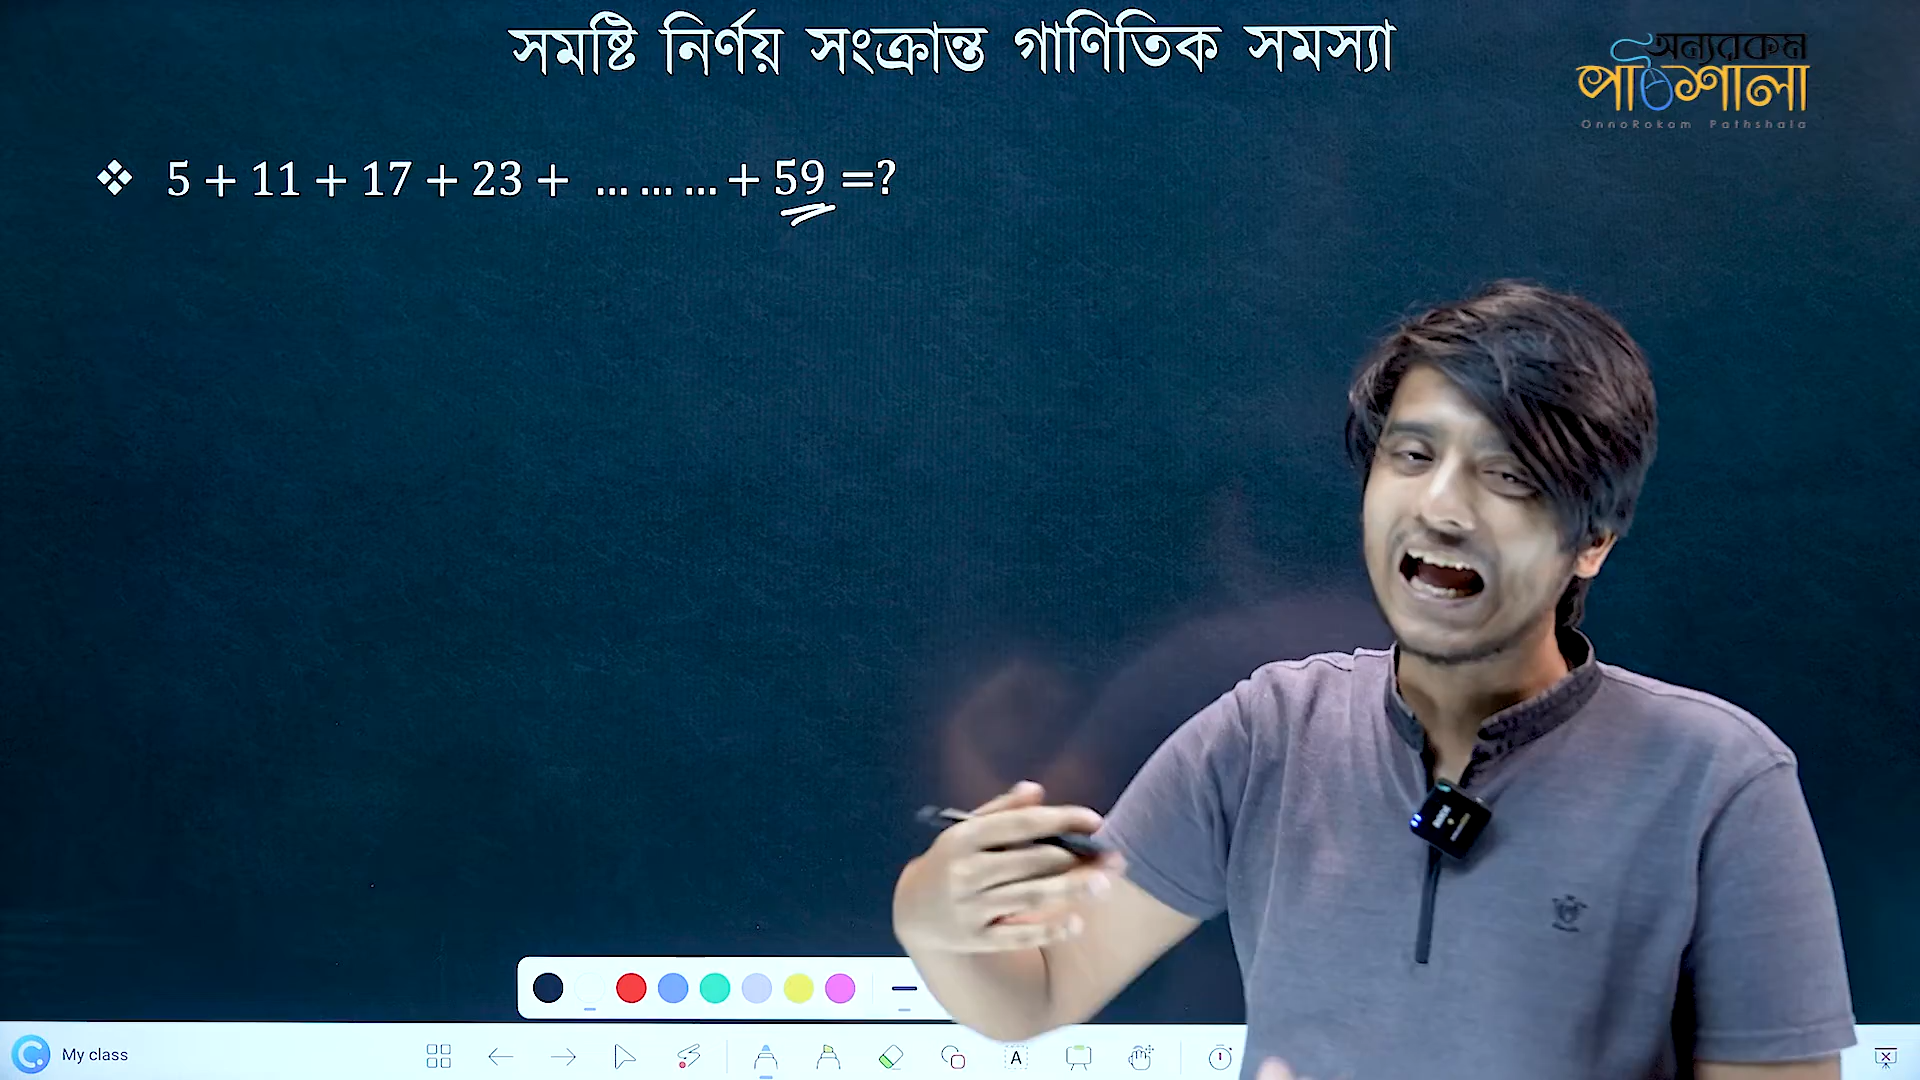 সমষ্টি নির্ণয় সংক্রান্ত গাণিতিক সমস্যা
অন্যরকম
পাঠশালা
OnnoRokom Pathshala
❖ 5 + 11 + 17 + 23 + ... ... ... + 59 =?
My class
A